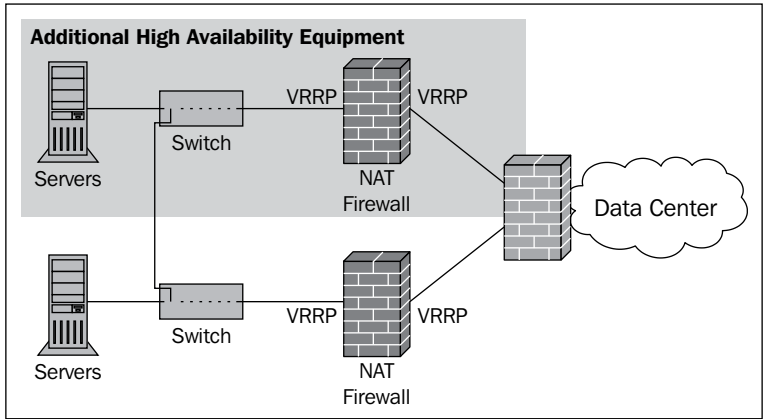 Additional High Availability Equipment
VRRP
VRRP
Switch
Servers
NAT
Firewall
Data Center
VRRP
VRRP
Switch
Servers
NAT
Firewall